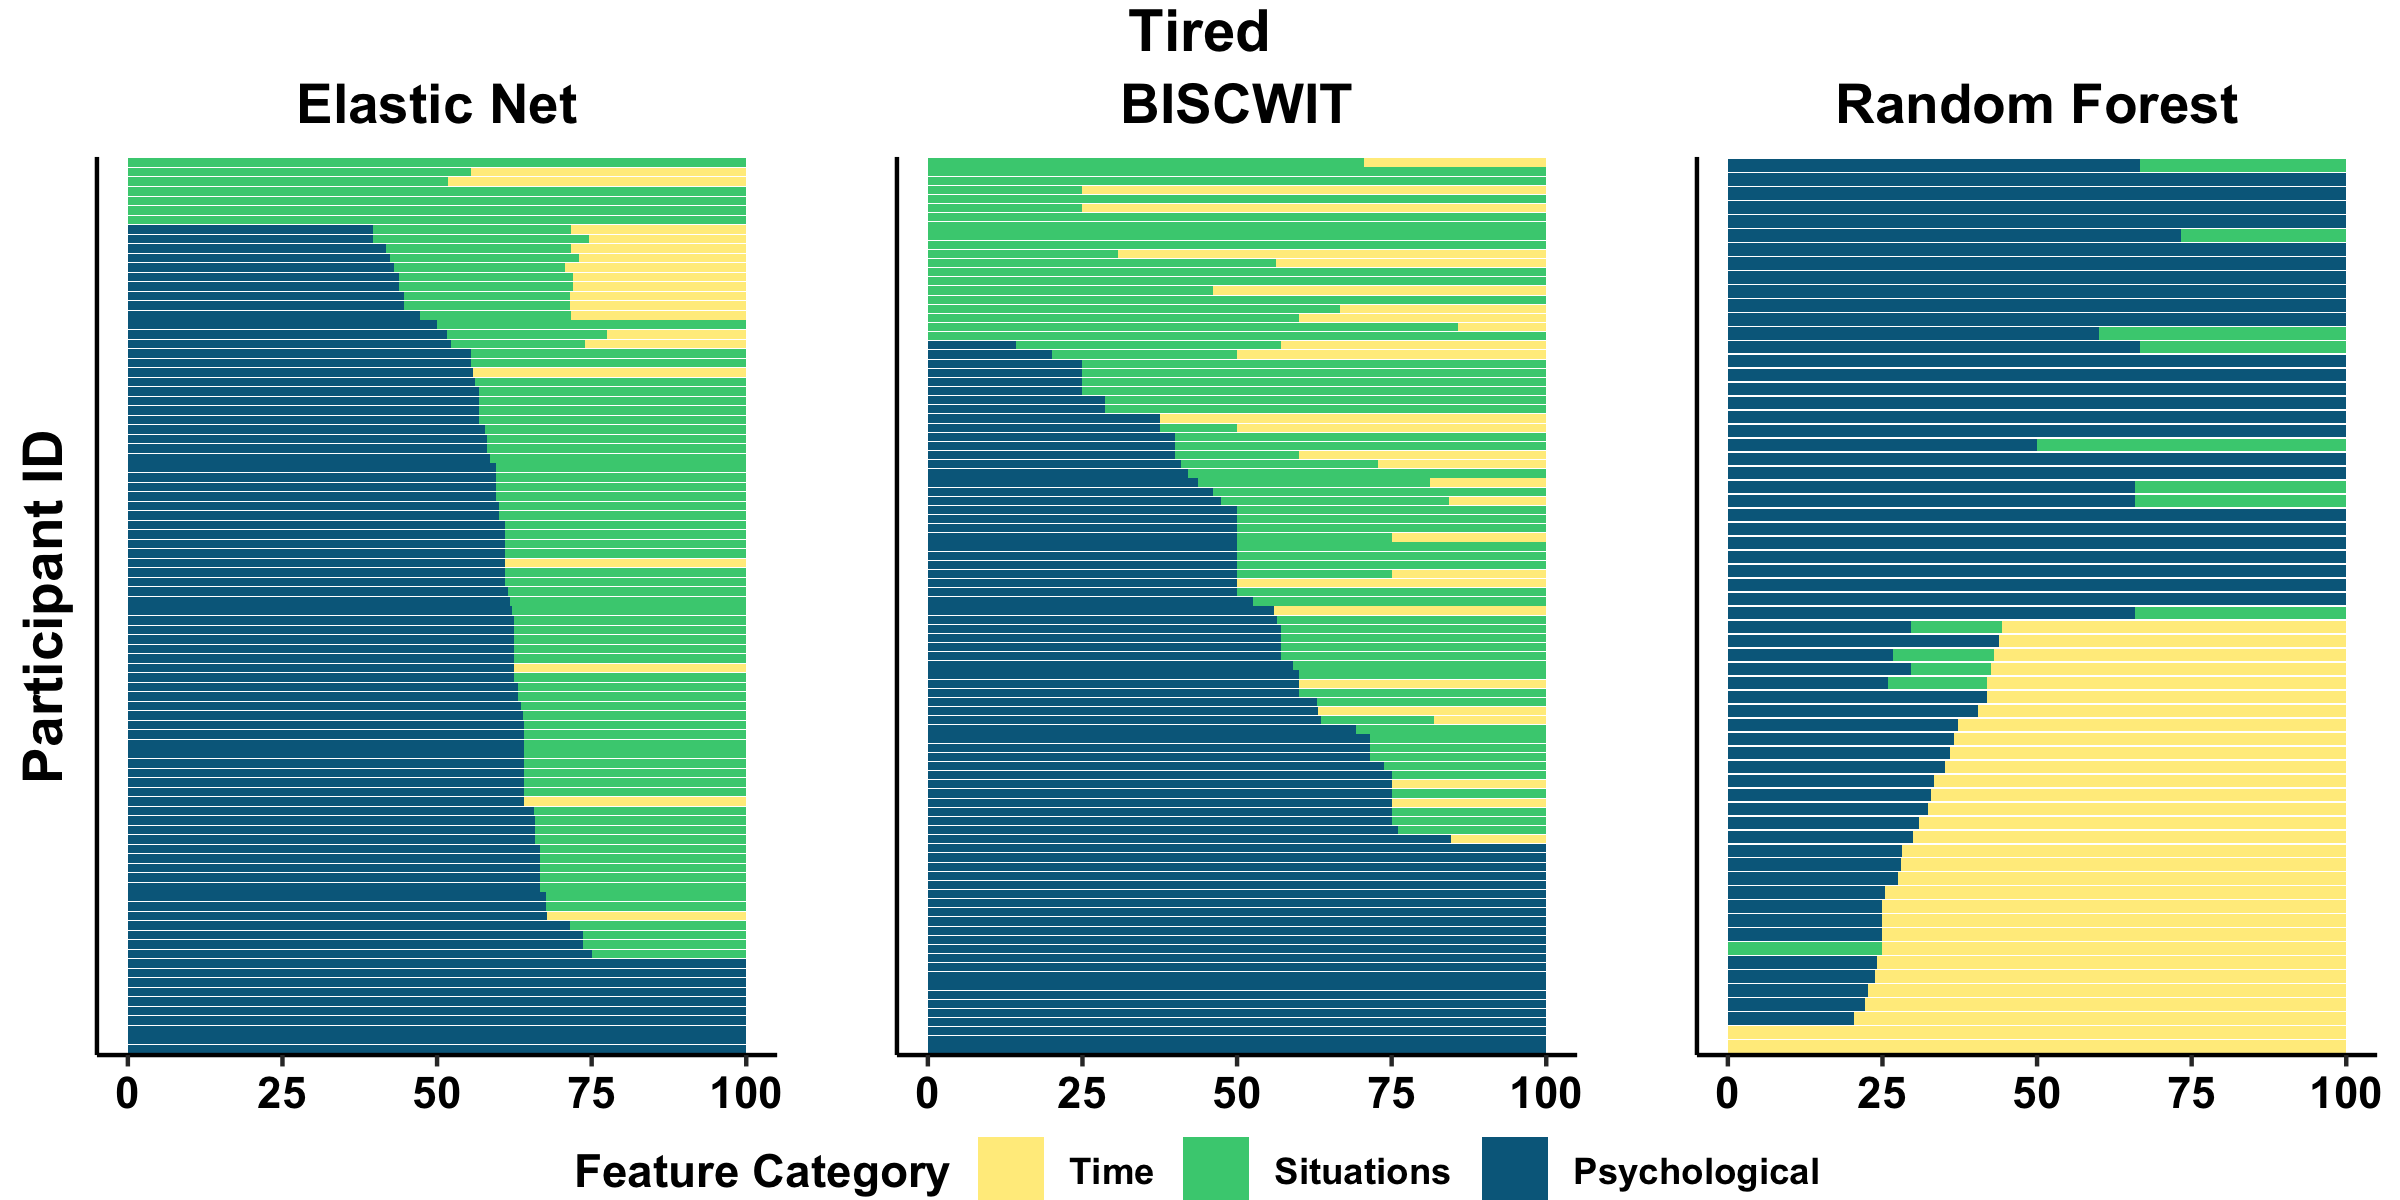 Tired
Elastic Net
BISCWIT
Random Forest
Participant ID
0 25 50 75 100
0 25 50 75 100
0 25 50 75 100
Feature Category Time Situations Psychological